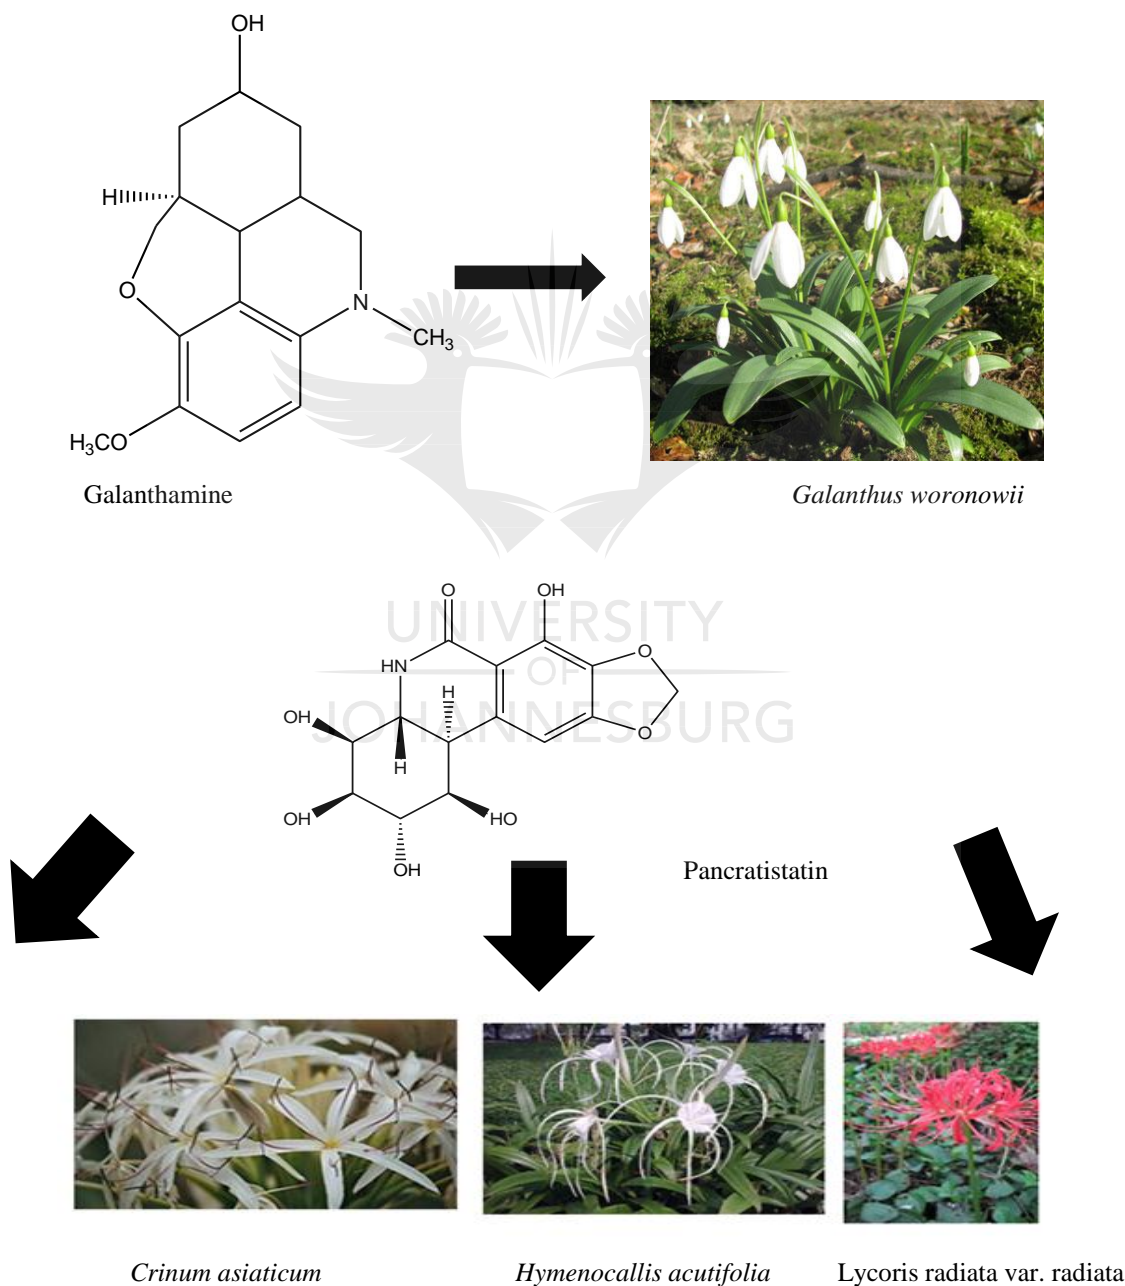 OH
H
O
N
CH3
H3CO
Galanthamine
Galanthus woronowii
O
OH
UNIVERSITY
HN
O
OF
H
OH
JOHANNESBURG
O
H
OH
HO
OH
Pancratistatin
Crinum asiaticum
Hymenocallis acutifolia
Lycoris radiata var. radiata